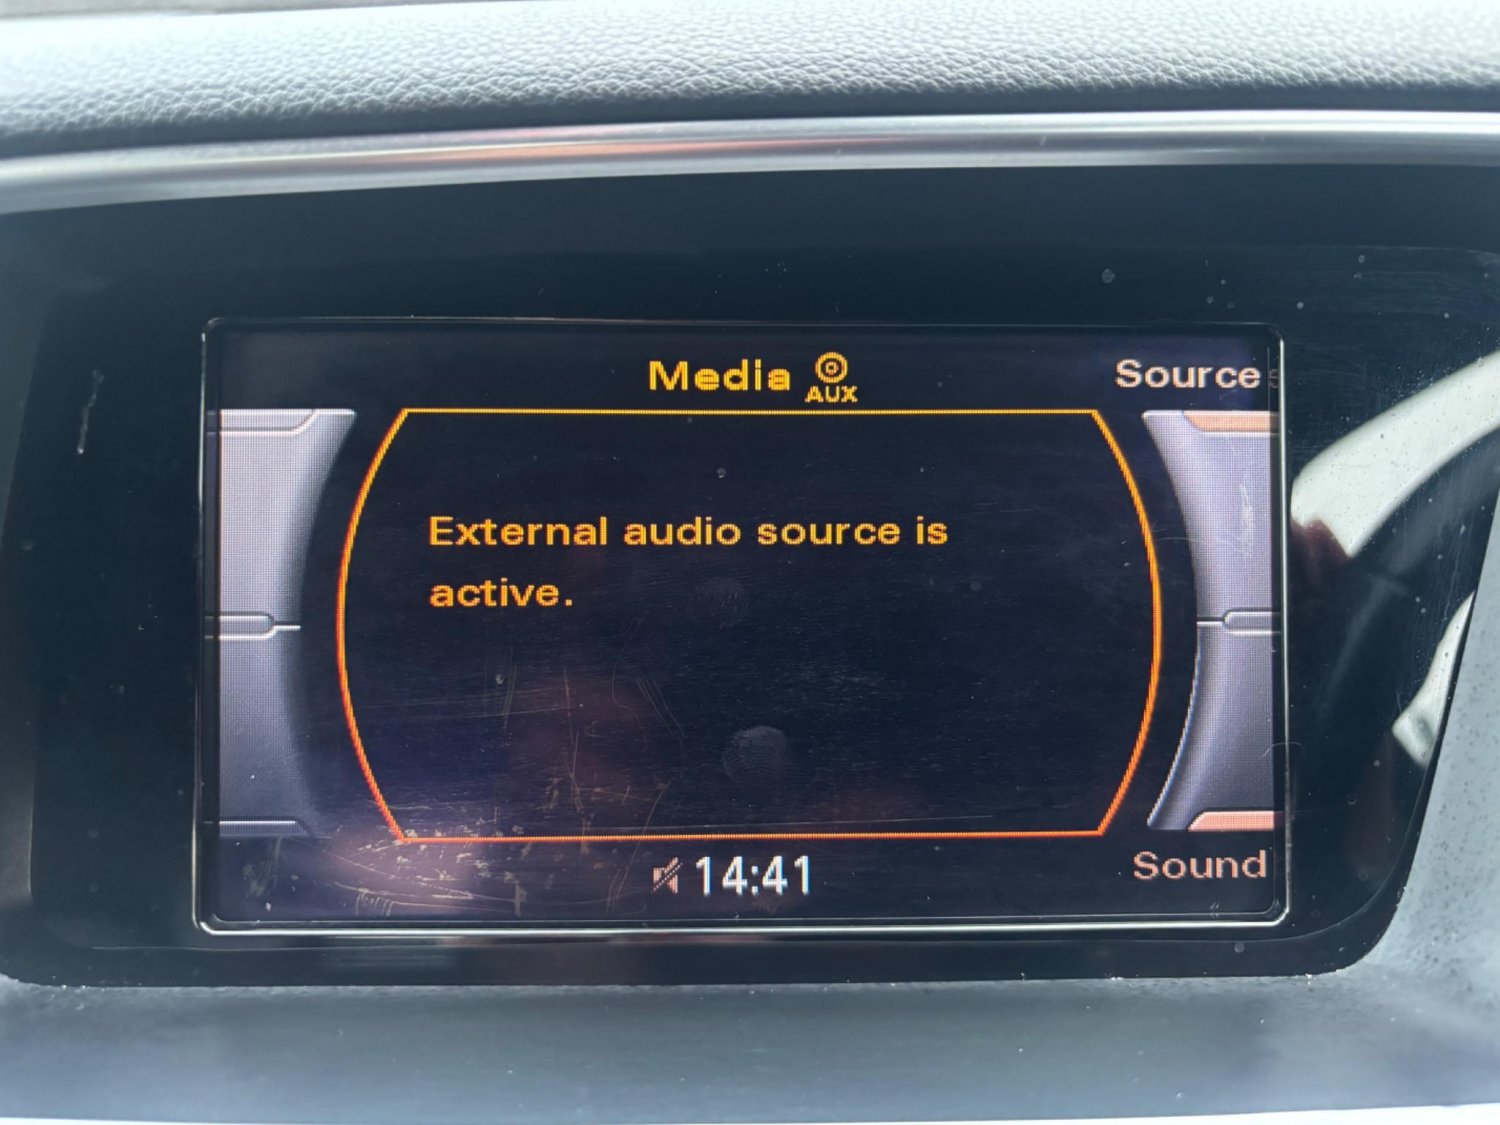 Media AUX
Source
External audio source is
active.
14:41
Sound